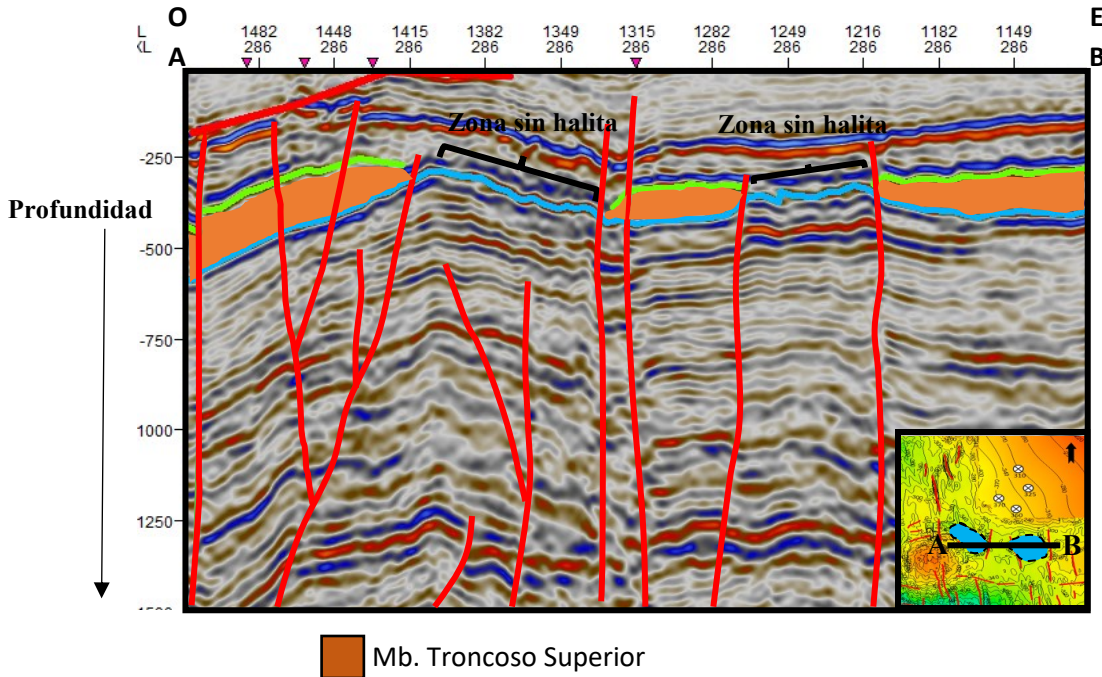 O E
L 1482 1448 1415 1382 1349 1315 1282 1249 1216 1182 1149
XL 286 286 286 286 286 286 286 286 286 286 286
A B
Zona sin halita Zona sin halita
-250
Profundidad
-500
-750
1000
1250
A B
Mb. Troncoso Superior